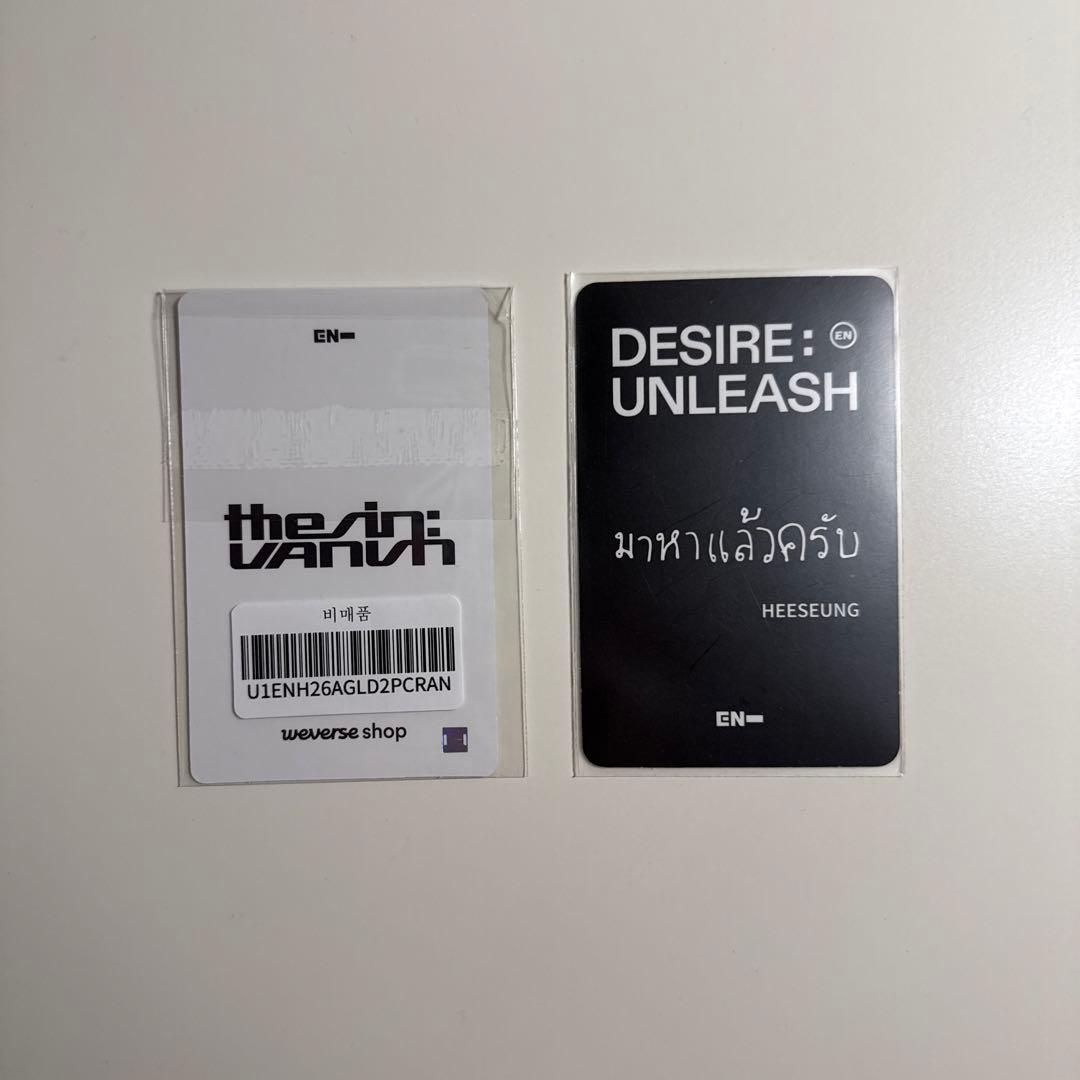 EN-
the sin:
vanish
비매품
U1ENH26AGLD2PCRAN
weverse shop
DESIRE: EN
UNLEASH
มาหาแล้วครับ
HEESEUNG
EN-